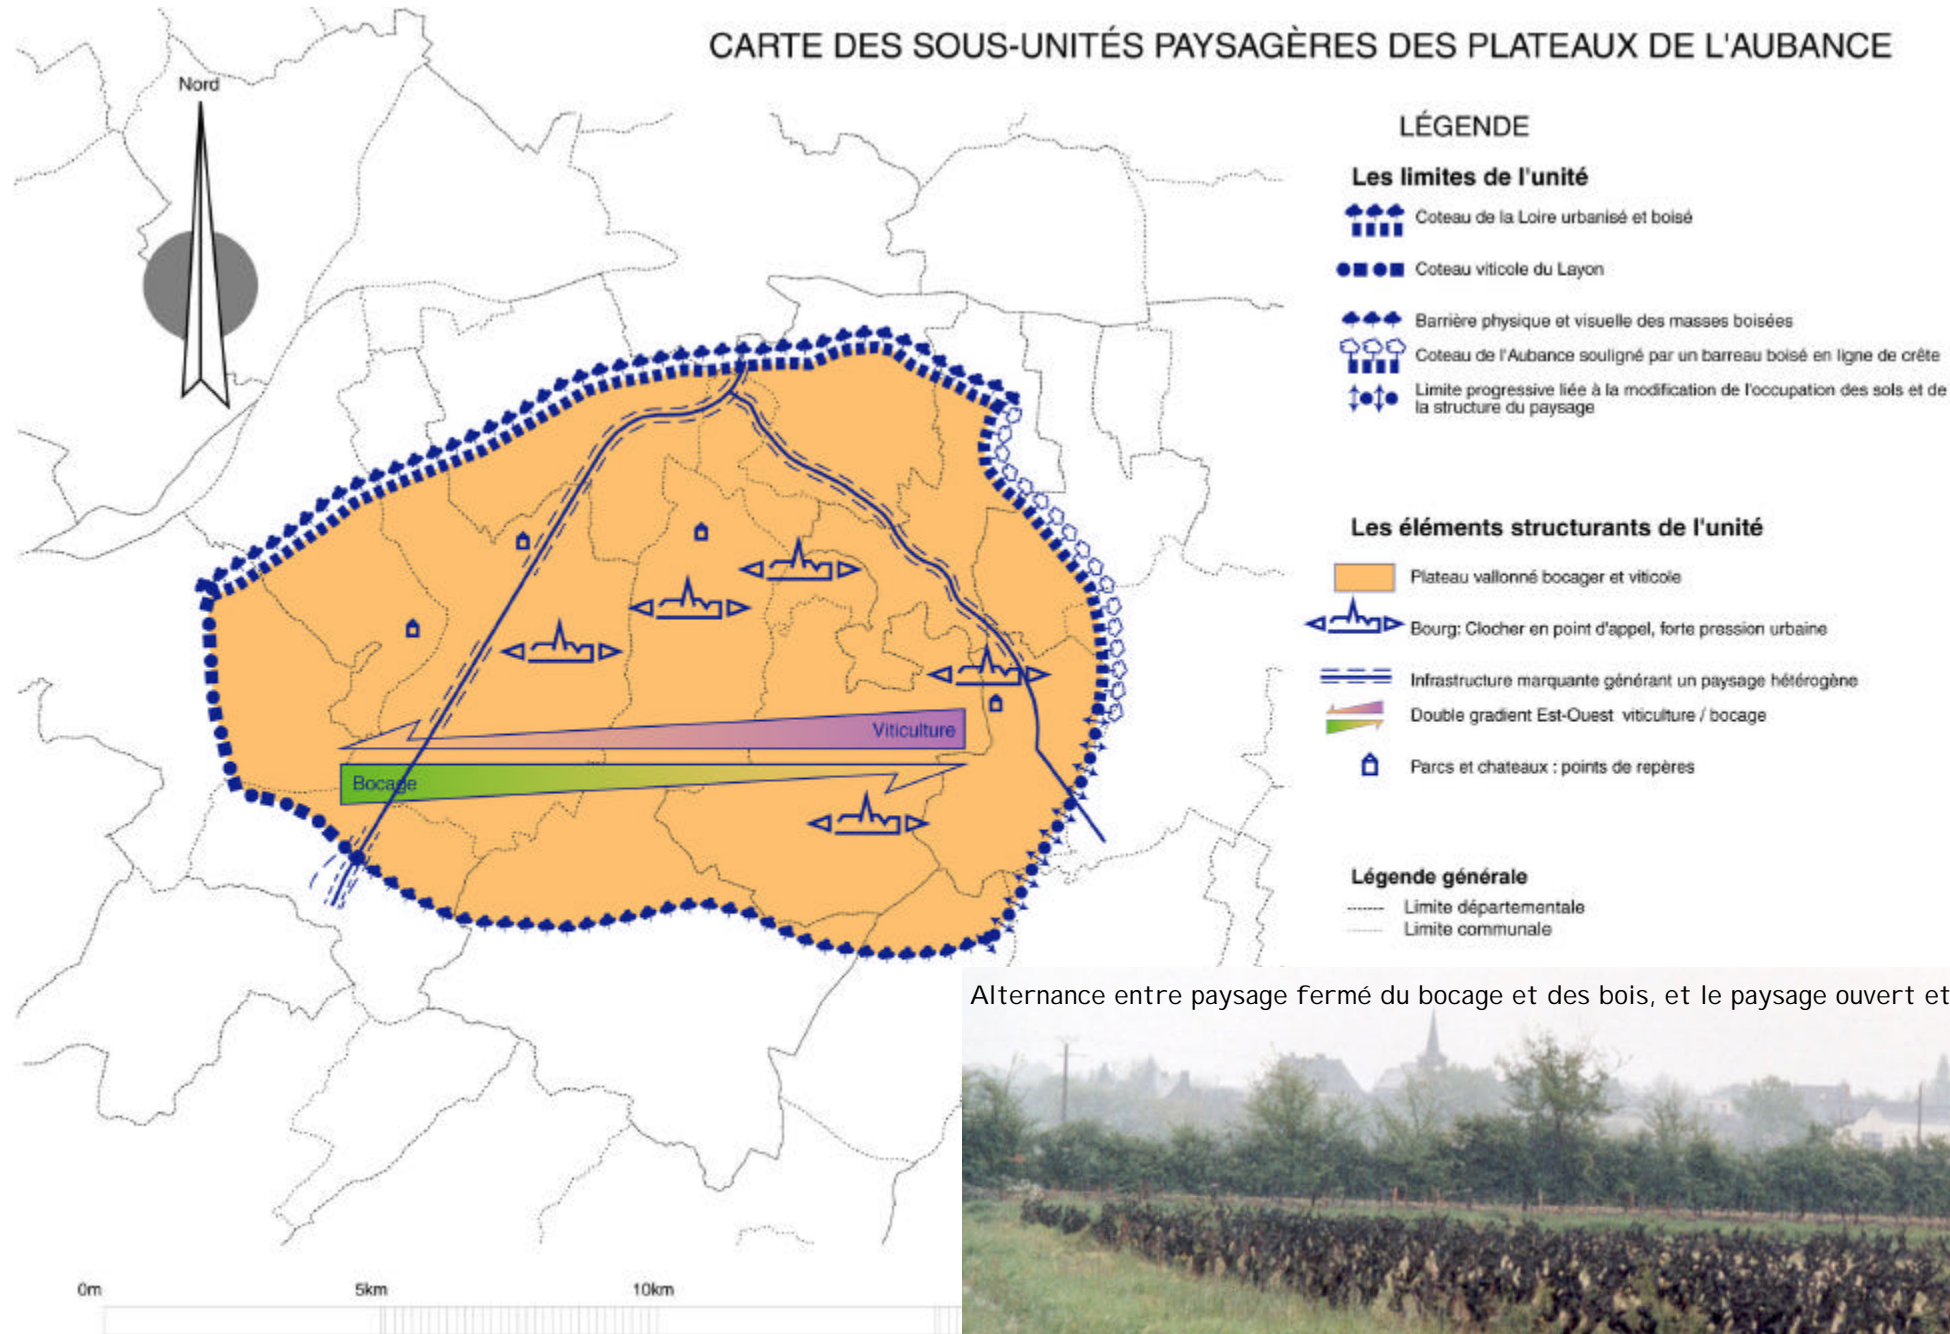 CARTE DES SOUS-UNITÉS PAYSAGÈRES DES PLATEAUX DE L'AUBANCE
Nord
LÉGENDE
Les limites de l'unité
Coteau de la Loire urbanisé et boisé
Coteau viticole du Layon
Barrière physique et visuelle des masses boisées
Coteau de l'Aubance souligné par un barreau boisé en ligne de crête
Limite progressive liée à la modification de l'occupation des sols et de
la structure du paysage
Les éléments structurants de l'unité
Plateau vallonné bocager et viticole
Bourg: Clocher en point d'appel, forte pression urbaine
Infrastructure marquante générant un paysage hétérogène
Double gradient Est-Ouest viticulture / bocage
Parcs et chateaux : points de repères
Viticulture
Bocage
Légende générale
Limite départementale
Limite communale
Alternance entre paysage fermé du bocage et des bois, et le paysage ouvert et
0m
5km
10km